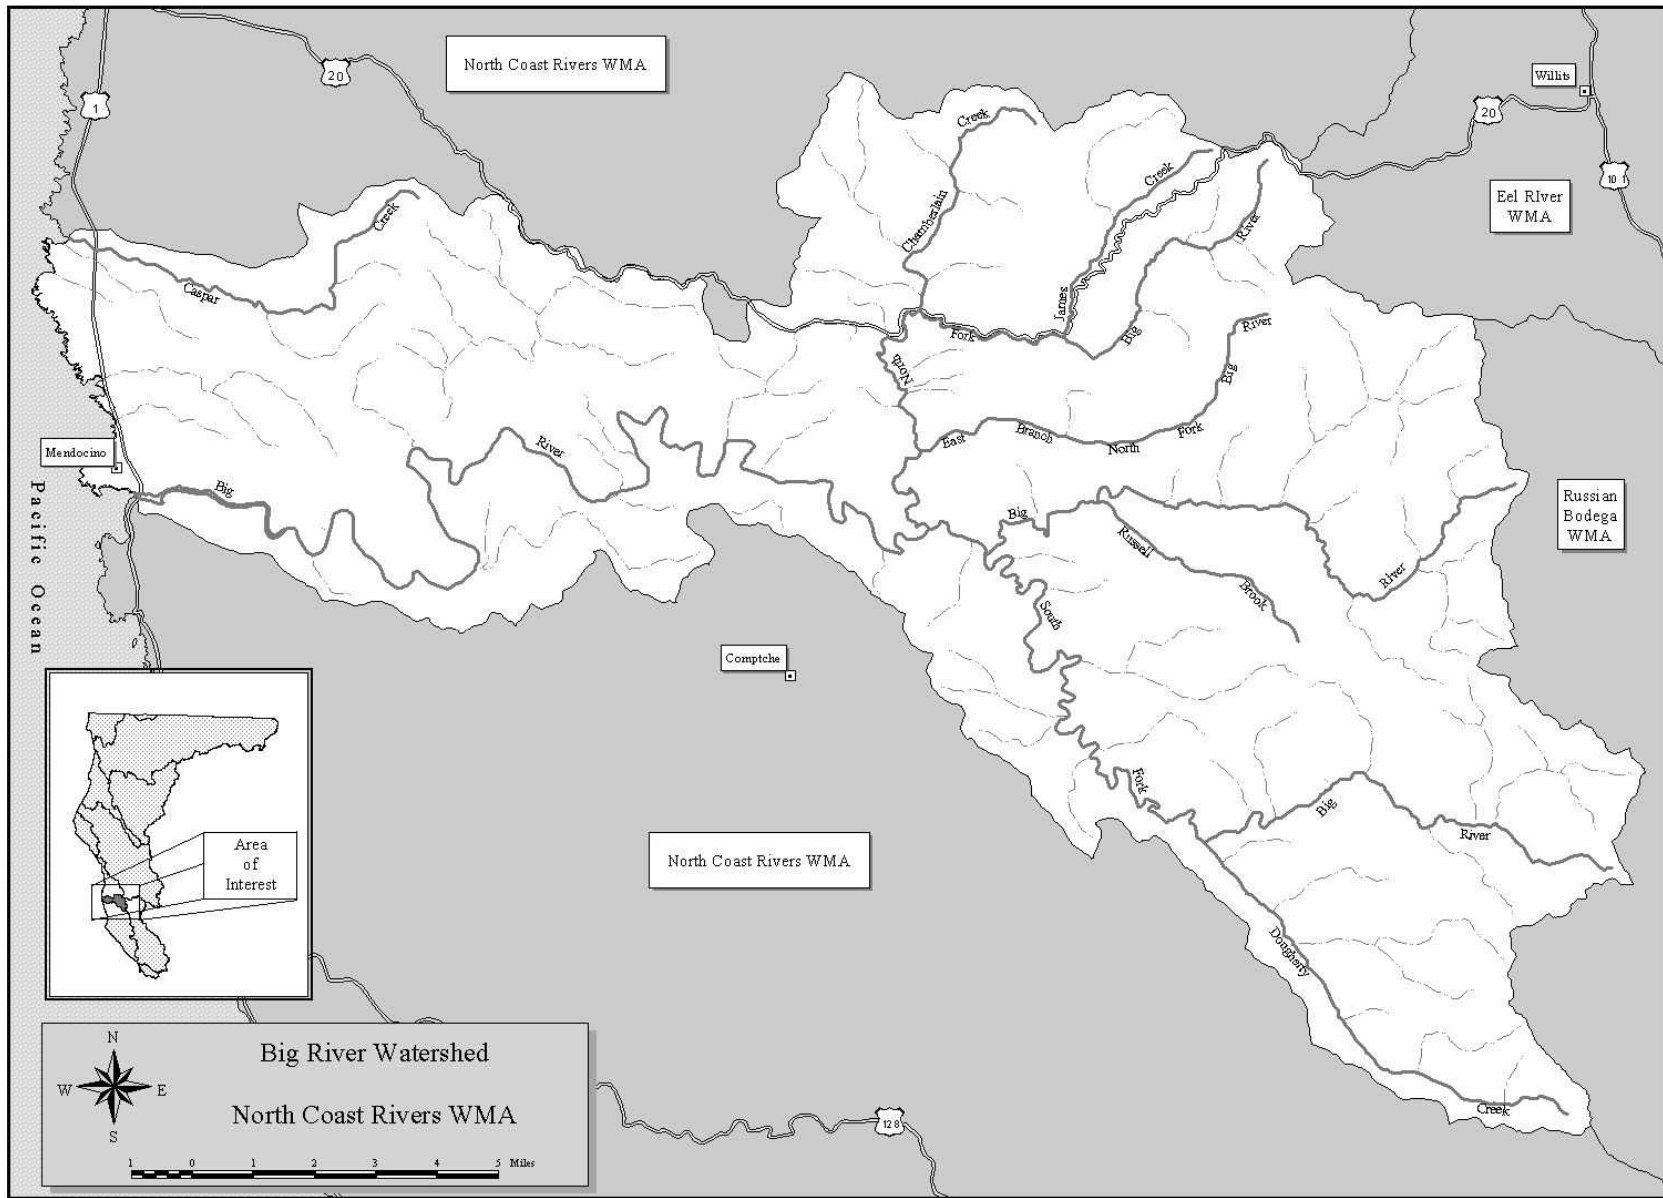 North Coast Rivers WMA
20
1
Willits
20
101
Eel RIver
WMA
Creek
Chamberlain
Creek
James
River
Big
Fork
North
River
Big
Fork
North
Branch
East
Creek
Caspar
Mendocino
Big
River
Big
River
Russell
Brook
Russian
Bodega
WMA
Pacific Ocean
South
Fork
Big
River
Comptche
North Coast Rivers WMA
Dougherty
Creek
Area
of
Interest
N
W E
S
Big River Watershed
North Coast Rivers WMA
1 0 1 2 3 4 5 Miles
128